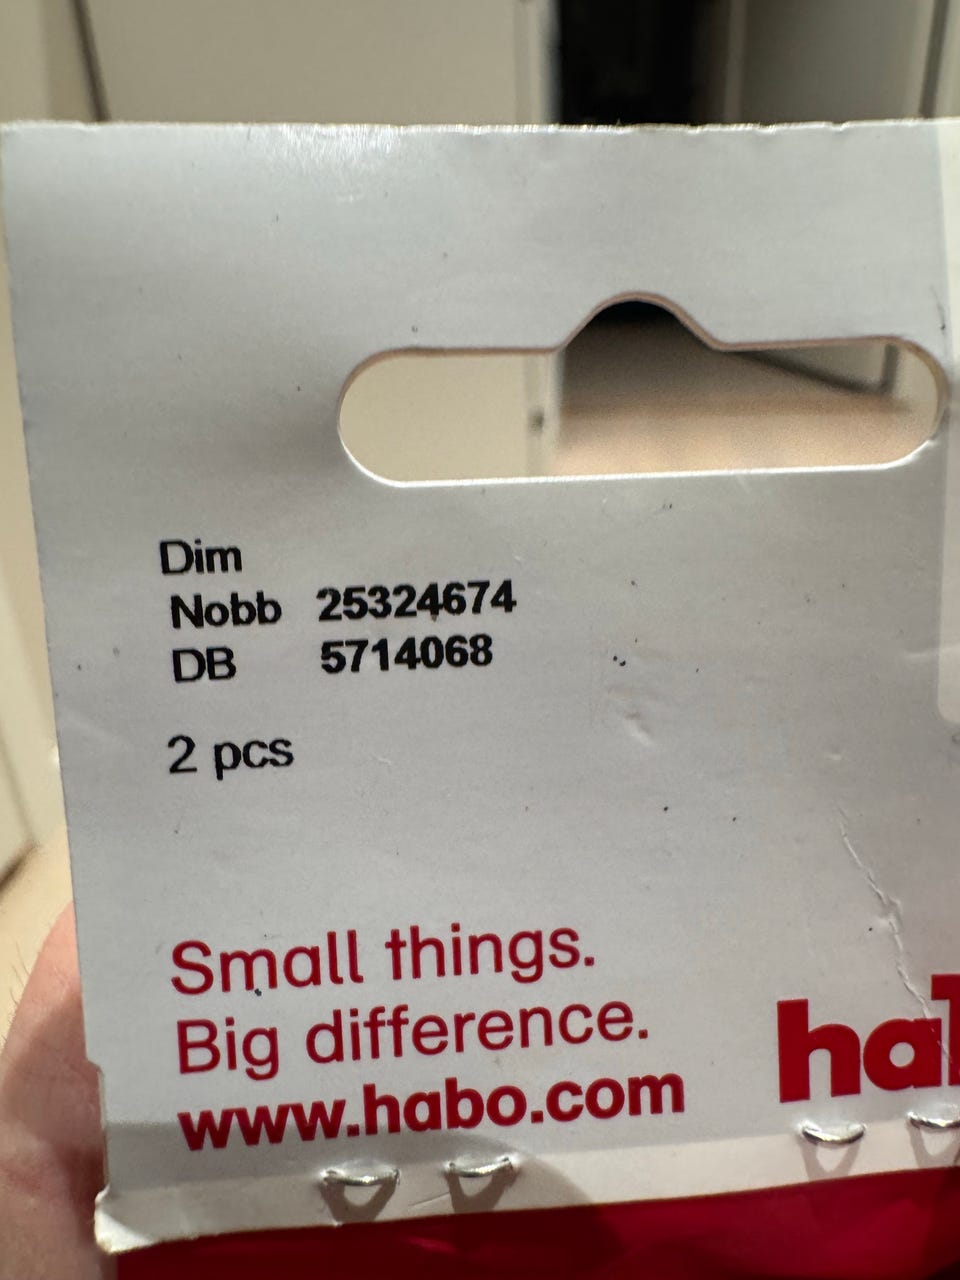 Dim
Nobb 25324674
DB 5714068
2 pcs
Small things.
Big difference.
www.habo.com